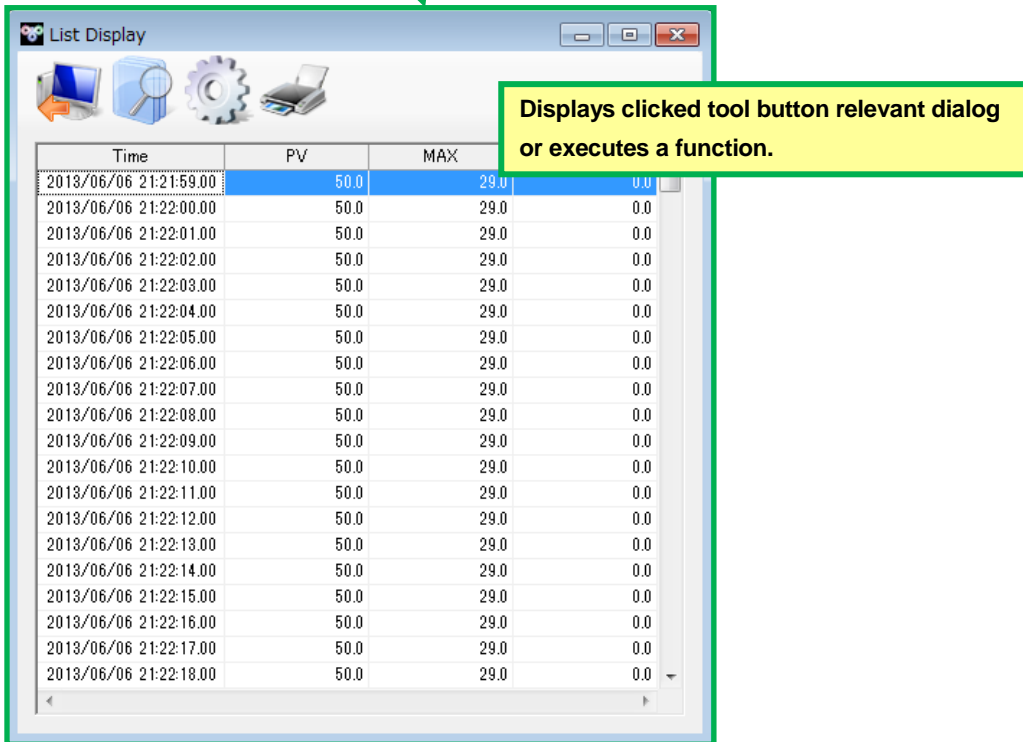 List Display
Displays clicked tool button relevant dialog
or executes a function.
Time PV MAX
2013/06/06 21:21:59.00 50.0 29.0 0.0
2013/06/06 21:22:00.00 50.0 29.0 0.0
2013/06/06 21:22:01.00 50.0 29.0 0.0
2013/06/06 21:22:02.00 50.0 29.0 0.0
2013/06/06 21:22:03.00 50.0 29.0 0.0
2013/06/06 21:22:04.00 50.0 29.0 0.0
2013/06/06 21:22:05.00 50.0 29.0 0.0
2013/06/06 21:22:06.00 50.0 29.0 0.0
2013/06/06 21:22:07.00 50.0 29.0 0.0
2013/06/06 21:22:08.00 50.0 29.0 0.0
2013/06/06 21:22:09.00 50.0 29.0 0.0
2013/06/06 21:22:10.00 50.0 29.0 0.0
2013/06/06 21:22:11.00 50.0 29.0 0.0
2013/06/06 21:22:12.00 50.0 29.0 0.0
2013/06/06 21:22:13.00 50.0 29.0 0.0
2013/06/06 21:22:14.00 50.0 29.0 0.0
2013/06/06 21:22:15.00 50.0 29.0 0.0
2013/06/06 21:22:16.00 50.0 29.0 0.0
2013/06/06 21:22:17.00 50.0 29.0 0.0
2013/06/06 21:22:18.00 50.0 29.0 0.0